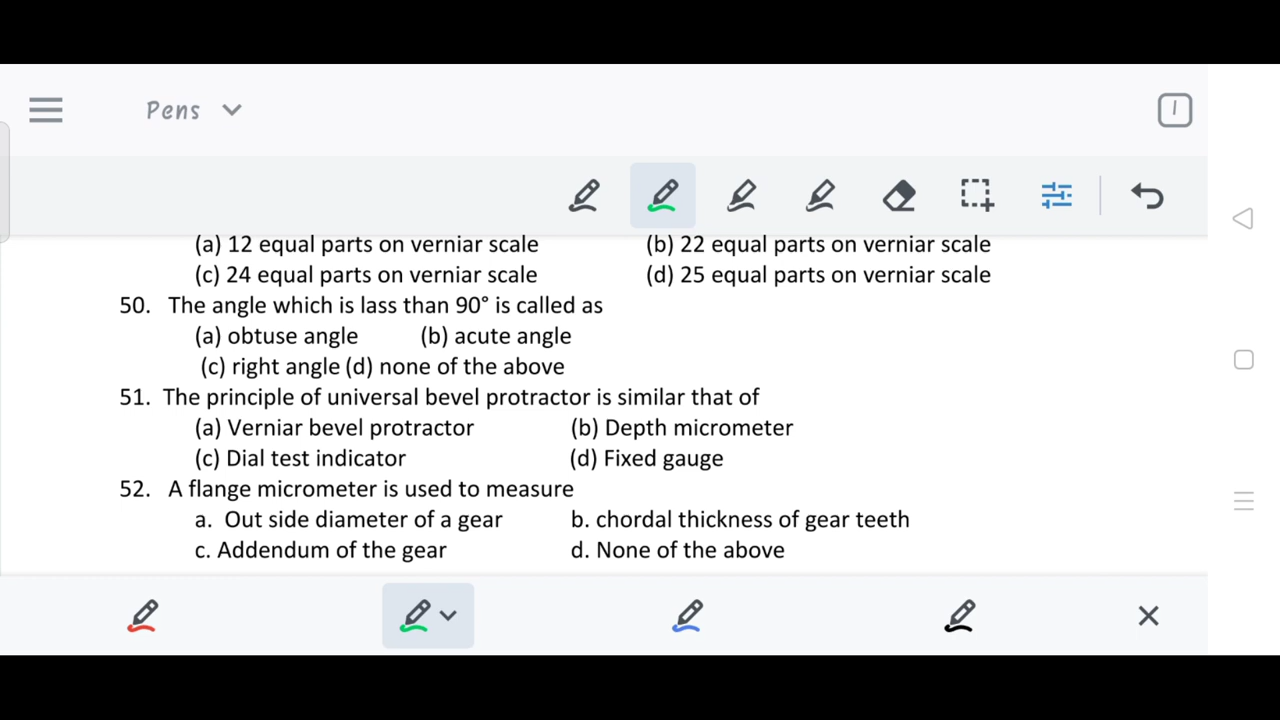 Pens
(a) 12 equal parts on verniar scale (b) 22 equal parts on verniar scale
(c) 24 equal parts on verniar scale (d) 25 equal parts on verniar scale
50. The angle which is lass than 90° is called as
(a) obtuse angle (b) acute angle
(c) right angle (d) none of the above
51. The principle of universal bevel protractor is similar that of
(a) Verniar bevel protractor (b) Depth micrometer
(c) Dial test indicator (d) Fixed gauge
52. A flange micrometer is used to measure
a. Out side diameter of a gear b. chordal thickness of gear teeth
c. Addendum of the gear d. None of the above